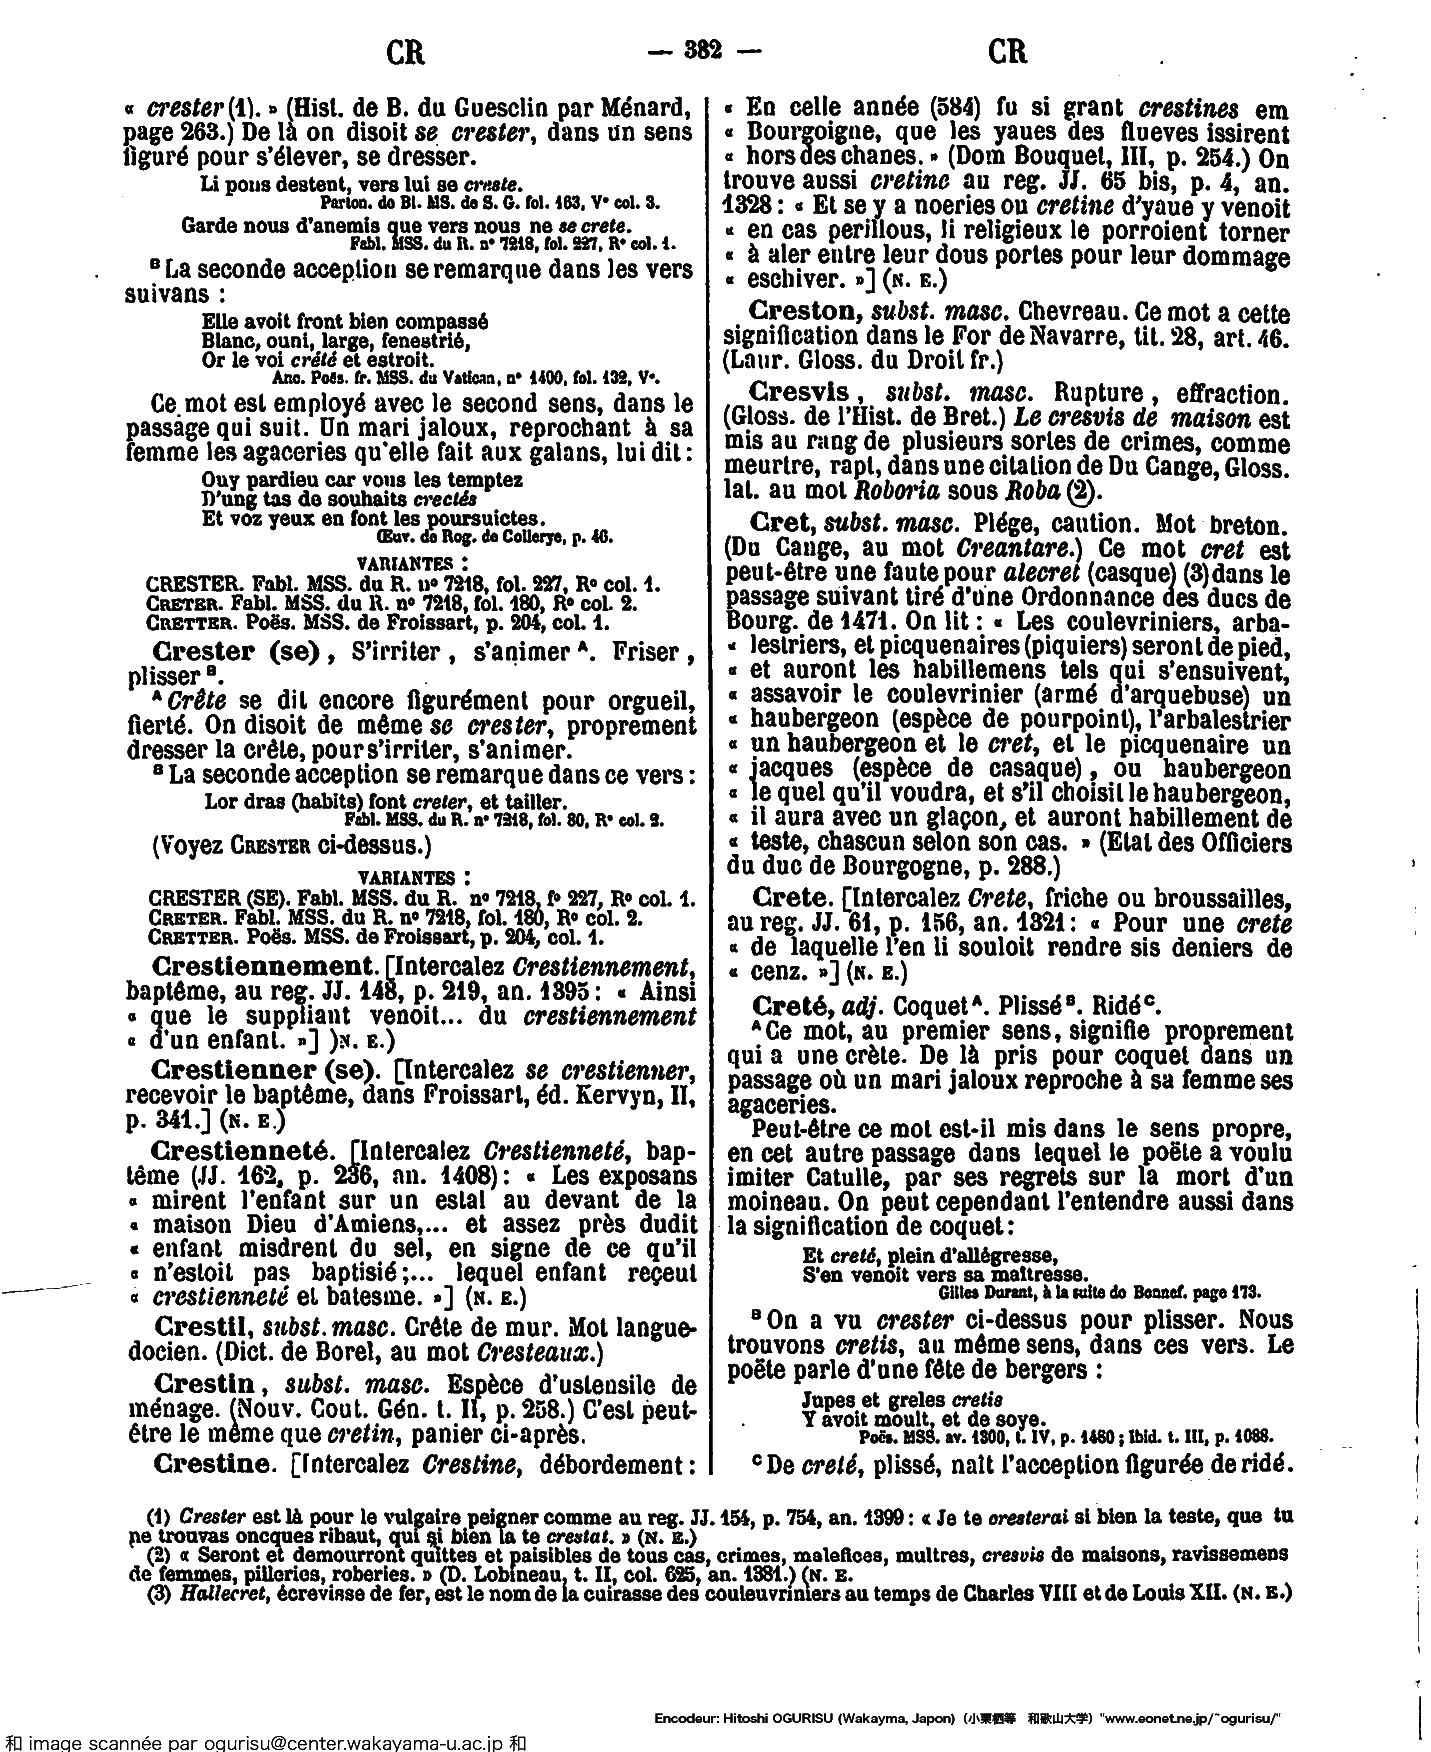 CR — 382 — CR
« crester (1). » (Hist. de B. du Guesclin par Ménard,
page 263.) De là on disoit se crester, dans un sens
figuré pour s'élever, se dresser.
Li pous destent, vers lui se creste.
Parton. de Bl. MS. de S. G. fol. 163, V° col. 3.
Garde nous d'anemis que vers nous ne se crete.
Fabl. MSS. du R. n° 7218, fol. 227, R° col. 1.
B La seconde acception se remarque dans les vers
suivans :
Elle avoit front bien compassé
Blanc, ouni, large, fenestrié,
Or le voi crété et estroit.
Anc. Poës. fr. MSS. du Vatican, n° 1400, fol. 132, V°.
Ce mot est employé avec le second sens, dans le
passage qui suit. Un mari jaloux, reprochant à sa
femme les agaceries qu'elle fait aux galans, lui dit :
Ouy pardieu car vous les temptez
D'ung tas de souhaits crectés
Et voz yeux en font les poursuictes.
Œuv. de Rog. de Collerye, p. 46.
VARIANTES :
CRESTER. Fabl. MSS. du R. n° 7218, fol. 227, R° col. 1.
CRETER. Fabl. MSS. du R. n° 7218, fol. 180, R° col. 2.
CRETTER. Poës. MSS. de Froissart, p. 204, col. 1.
Crester (se), S'irriter, s'animer A. Friser,
plisser B.
A Crête se dit encore figurément pour orgueil,
fierté. On disoit de même se crester, proprement
dresser la crête, pour s'irriter, s'animer.
B La seconde acception se remarque dans ce vers :
Lor dras (habits) font creter, et tailler.
Fabl. MSS. du R. n° 7218, fol. 80, R° col. 2.
(Voyez CRESTER ci-dessus.)
VARIANTES :
CRESTER (SE). Fabl. MSS. du R. n° 7218, f° 227, R° col. 1.
CRETER. Fabl. MSS. du R. n° 7218, fol. 180, R° col. 2.
CRETTER. Poës. MSS. de Froissart, p. 204, col. 1.
Crestiennement. [Intercalez Crestiennement,
baptême, au reg. JJ. 148, p. 219, an. 1395 : « Ainsi
« que le suppliant venoit... du crestiennement
« d'un enfant. »] )N. E.)
Crestienner (se). [Intercalez se crestienner,
recevoir le baptême, dans Froissart, éd. Kervyn, II,
p. 341.] (N. E.)
Crestienneté. [Intercalez Crestienneté, bap-
tême (JJ. 162, p. 236, an. 1408) : « Les exposans
« mirent l'enfant sur un estal au devant de la
« maison Dieu d'Amiens,... et assez près dudit
« enfant misdrent du sel, en signe de ce qu'il
« n'estoit pas baptisié ;... lequel enfant reçeut
« crestienneté et batesme. »] (N. E.)
Crestil, subst. masc. Crête de mur. Mot langue-
docien. (Dict. de Borel, au mot Cresteaux.)
Crestin, subst. masc. Espèce d'ustensile de
ménage. (Nouv. Cout. Gén. t. II, p. 258.) C'est peut-
être le même que cretin, panier ci-après.
Crestine. [Intercalez Crestine, débordement :
« En celle année (584) fu si grant crestines em
« Bourgoigne, que les yaues des flueves issirent
« hors des chanes. » (Dom Bouquet, III, p. 254.) On
trouve aussi cretine au reg. JJ. 65 bis, p. 4, an.
1328 : « Et se y a noeries ou cretine d'yaue y venoit
« en cas perillous, li religieux le porroient torner
« à aler entre leur dous portes pour leur dommage
« eschiver. »] (N. E.)
Creston, subst. masc. Chevreau. Ce mot a cette
signification dans le For de Navarre, tit. 28, art. 46.
(Laur. Gloss. du Droit fr.)
Cresvis, subst. masc. Rupture, effraction.
(Gloss. de l'Hist. de Bret.) Le cresvis de maison est
mis au rang de plusieurs sortes de crimes, comme
meurtre, rapt, dans une citation de Du Cange, Gloss.
lat. au mot Roboria sous Roba (2).
Cret, subst. masc. Plége, caution. Mot breton.
(Du Cange, au mot Creantare.) Ce mot cret est
peut-être une faute pour alecret (casque) (3) dans le
passage suivant tiré d'une Ordonnance des ducs de
Bourg. de 1471. On lit : « Les coulevriniers, arba-
« lestriers, et picquenaires (piquiers) seront de pied,
« et auront les habillemens tels qui s'ensuivent,
« assavoir le coulevrinier (armé d'arquebuse) un
« haubergeon (espèce de pourpoint), l'arbalestrier
« un haubergeon et le cret, et le picquenaire un
« jacques (espèce de casaque), ou haubergeon
« le quel qu'il voudra, et s'il choisit le haubergeon,
« il aura avec un glaçon, et auront habillement de
« teste, chascun selon son cas. » (Etat des Officiers
du duc de Bourgogne, p. 288.)
Crete. [Intercalez Crete, friche ou broussailles,
au reg. JJ. 61, p. 156, an. 1321 : « Pour une crete
« de laquelle l'en li souloit rendre sis deniers de
« cenz. »] (N. E.)
Creté, adj. Coquet A. Plissé B. Ridé C.
A Ce mot, au premier sens, signifie proprement
qui a une crète. De là pris pour coquet dans un
passage où un mari jaloux reproche à sa femme ses
agaceries.
Peut-être ce mot est-il mis dans le sens propre,
en cet autre passage dans lequel le poëte a voulu
imiter Catulle, par ses regrets sur la mort d'un
moineau. On peut cependant l'entendre aussi dans
la signification de coquet :
Et creté, plein d'allégresse,
S'en venoit vers sa maîtresse.
Gilles Durant, à la suite de Bonnef. page 173.
B On a vu crester ci-dessus pour plisser. Nous
trouvons cretis, au même sens, dans ces vers. Le
poëte parle d'une fête de bergers :
Jupes et greles cretis
Y avoit moult, et de soye.
Poës. MSS. av. 1300, t. IV, p. 1460 ; Ibid. t. III, p. 1088.
C De creté, plissé, naît l'acception figurée de ridé.
(1) Crester est là pour le vulgaire peigner comme au reg. JJ. 154, p. 754, an. 1399 : « Je te cresterai si bien la teste, que tu
ne trouvas oncques ribaut, qui si bien la te crestat. » (N. E.)
(2) « Seront et demourront quittes et paisibles de tous cas, crimes, malefices, multres, cresvis de maisons, ravissemens
de femmes, pilleries, roberies. » (D. Lobineau, t. II, col. 625, an. 1381.) (N. E.
(3) Hallecret, écrevisse de fer, est le nom de la cuirasse des couleuvriniers au temps de Charles VIII et de Louis XII. (N. E.)
Encodeur: Hitoshi OGURISU (Wakayma, Japon) (小栗栖等 和歌山大学) "www.eonet.ne.jp/~ogurisu/"
和 image scannée par ogurisu@center.wakayama-u.ac.jp 和